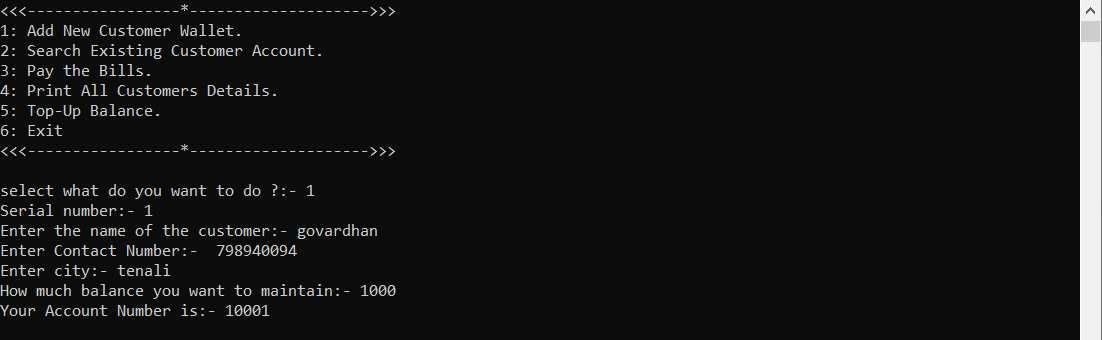 <<<-----------------*-------------------->>>
1: Add New Customer Wallet.
2: Search Existing Customer Account.
3: Pay the Bills.
4: Print All Customers Details.
5: Top-Up Balance.
6: Exit
<<<-----------------*-------------------->>>
select what do you want to do ?:- 1
Serial number:- 1
Enter the name of the customer:- govardhan
Enter Contact Number:-  798940094
Enter city:- tenali
How much balance you want to maintain:- 1000
Your Account Number is:- 10001